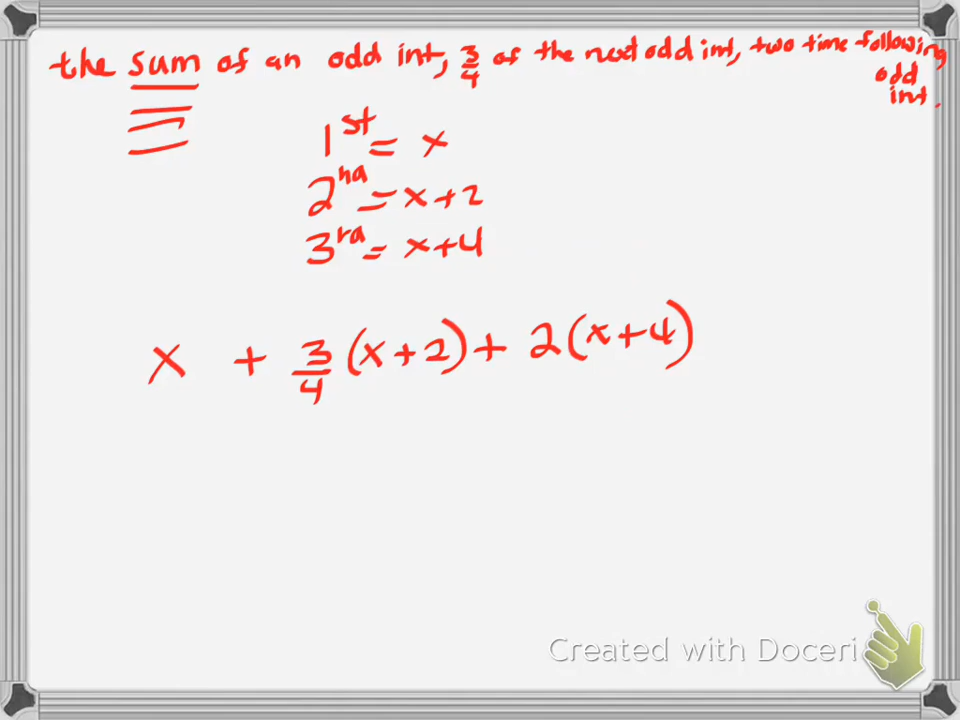 the sum of an odd int, 3/4 of the next odd int, two time following odd int.
1st = x
2nd = x+2
3rd = x+4
x + 3/4 (x+2) + 2(x+4)
Created with Doceri